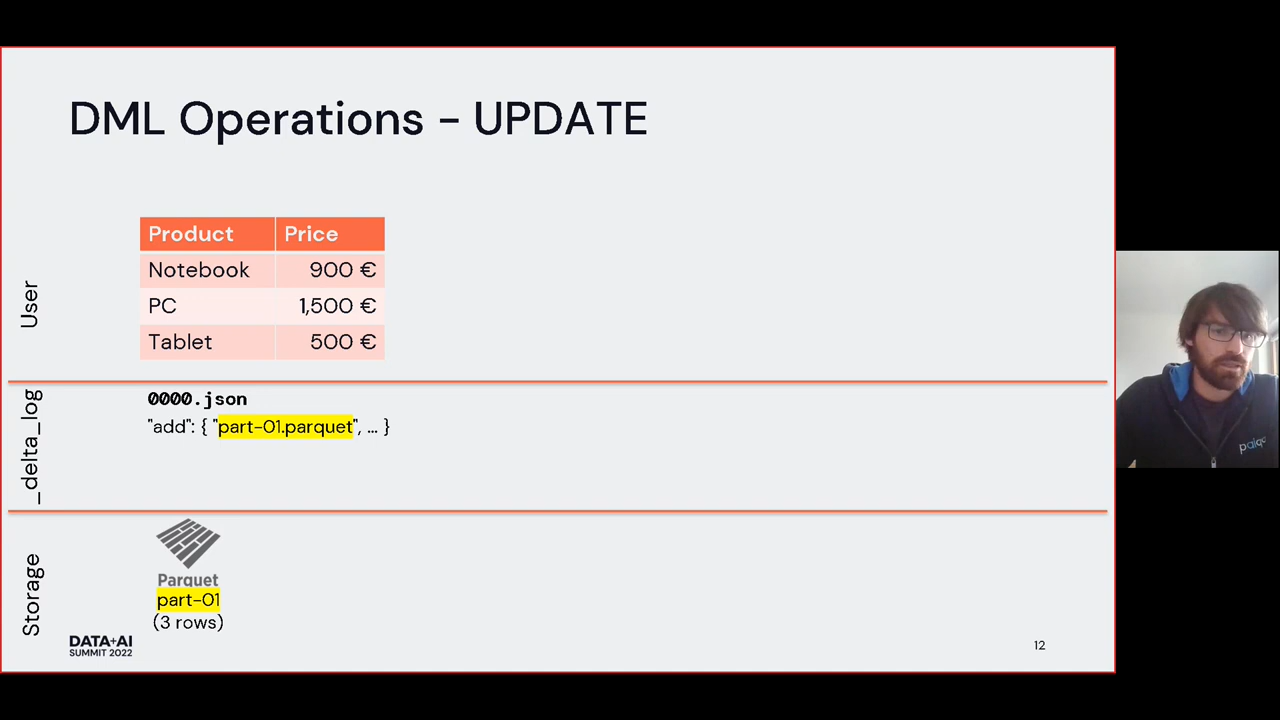 DML Operations - UPDATE
User
Product Price
Notebook 900 €
PC 1,500 €
Tablet 500 €
_delta_log
0000.json
"add": { "part-01.parquet", ... }
Storage
Parquet
part-01
(3 rows)
DATA+AI
SUMMIT 2022
12
paiqo